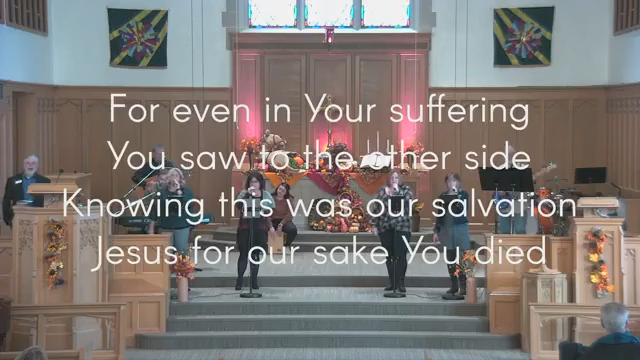 For even in Your suffering
You saw to the other side
Knowing this was our salvation
Jesus for our sake You died